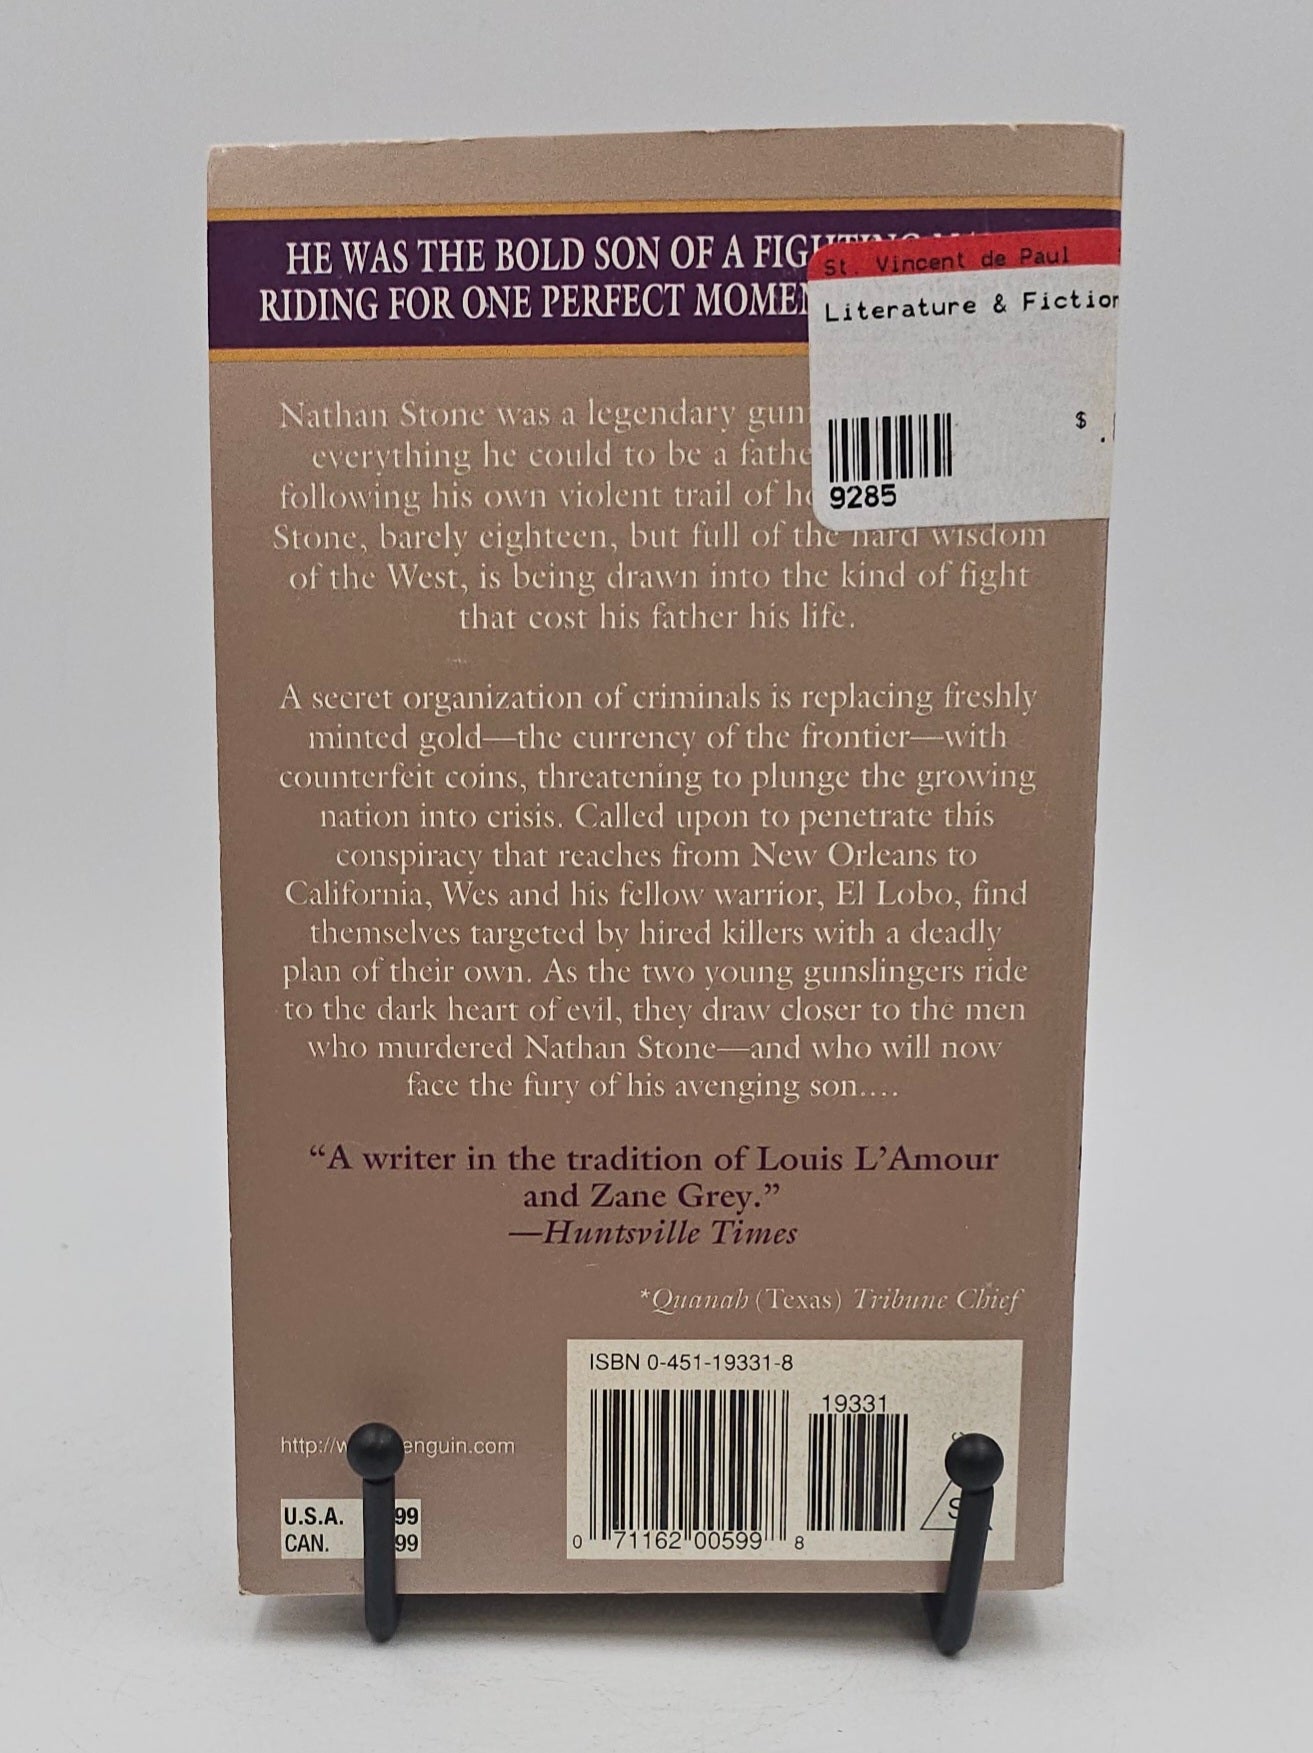 HE WAS THE BOLD SON OF A FIGHTING
RIDING FOR ONE PERFECT MOMEN
St. Vincent de Paul
Literature & Fiction
$ .
9285
Nathan Stone was a legendary gun
everything he could to be a fathe
following his own violent trail of ho
Stone, barely eighteen, but full of the hard wisdom
of the West, is being drawn into the kind of fight
that cost his father his life.
A secret organization of criminals is replacing freshly
minted gold—the currency of the frontier—with
counterfeit coins, threatening to plunge the growing
nation into crisis. Called upon to penetrate this
conspiracy that reaches from New Orleans to
California, Wes and his fellow warrior, El Lobo, find
themselves targeted by hired killers with a deadly
plan of their own. As the two young gunslingers ride
to the dark heart of evil, they draw closer to the men
who murdered Nathan Stone—and who will now
face the fury of his avenging son....
“A writer in the tradition of Louis L’Amour
and Zane Grey.”
—Huntsville Times
*Quanah (Texas) Tribune Chief
ISBN 0-451-19331-8
19331
0 71162 00599 8
http://w enguin.com
U.S.A. 99
CAN. 99
S